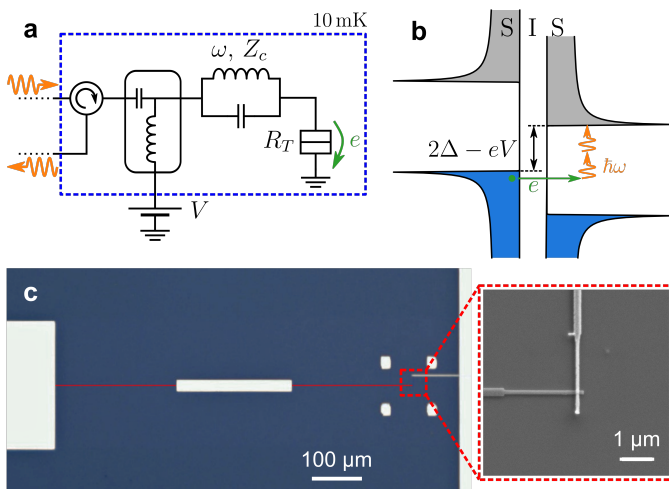 a
10 mK
ω, Z_c
R_T
e
V
b
S I S
2Δ − eV
ħω
e
c
100 µm
1 µm